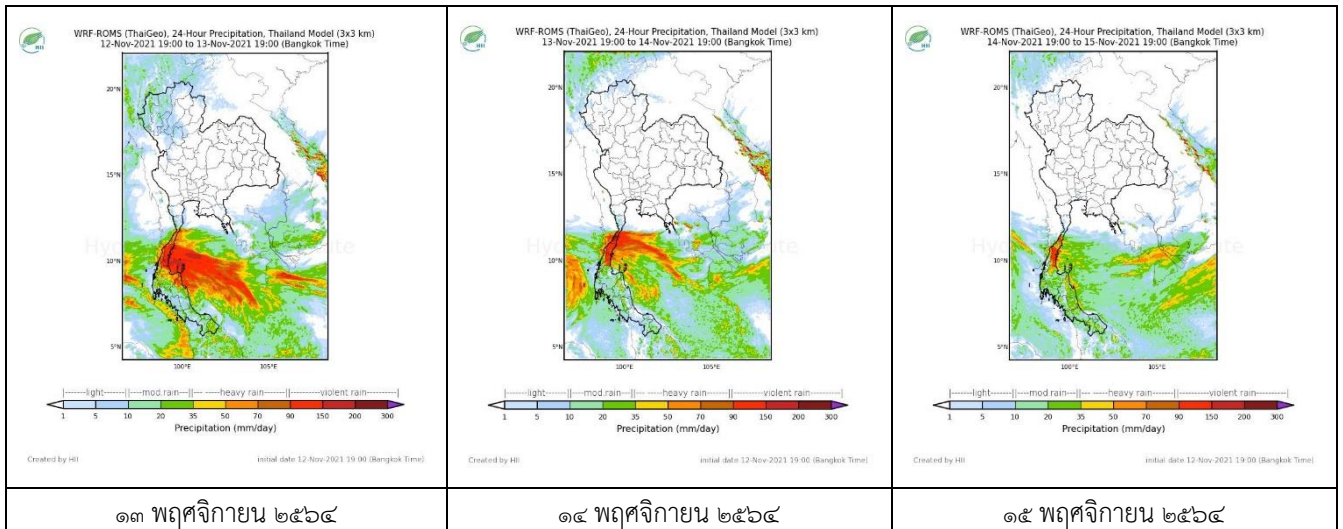 HII
WRF-ROMS (ThaiGeo), 24-Hour Precipitation, Thailand Model (3x3 km)
12-Nov-2021 19:00 to 13-Nov-2021 19:00 (Bangkok Time)
20°N
15°N
10°N
5°N
100°E 105°E
|-------light--------||----mod rain----||--- -----heavy rain------||-------violent rain-------|
1 5 10 20 35 50 70 90 150 200 300
Precipitation (mm/day)
Created by HII initial date 12-Nov-2021 19:00 (Bangkok Time)
๑๓ พฤศจิกายน ๒๕๖๔
HII
WRF-ROMS (ThaiGeo), 24-Hour Precipitation, Thailand Model (3x3 km)
13-Nov-2021 19:00 to 14-Nov-2021 19:00 (Bangkok Time)
20°N
15°N
10°N
5°N
100°E 105°E
|-------light--------||----mod rain----||--- -----heavy rain------||-------violent rain-------|
1 5 10 20 35 50 70 90 150 200 300
Precipitation (mm/day)
Created by HII initial date 12-Nov-2021 19:00 (Bangkok Time)
๑๔ พฤศจิกายน ๒๕๖๔
HII
WRF-ROMS (ThaiGeo), 24-Hour Precipitation, Thailand Model (3x3 km)
14-Nov-2021 19:00 to 15-Nov-2021 19:00 (Bangkok Time)
20°N
15°N
10°N
5°N
100°E 105°E
|-------light--------||----mod rain----||--- -----heavy rain------||-------violent rain-------|
1 5 10 20 35 50 70 90 150 200 300
Precipitation (mm/day)
Created by HII initial date 12-Nov-2021 19:00 (Bangkok Time)
๑๕ พฤศจิกายน ๒๕๖๔